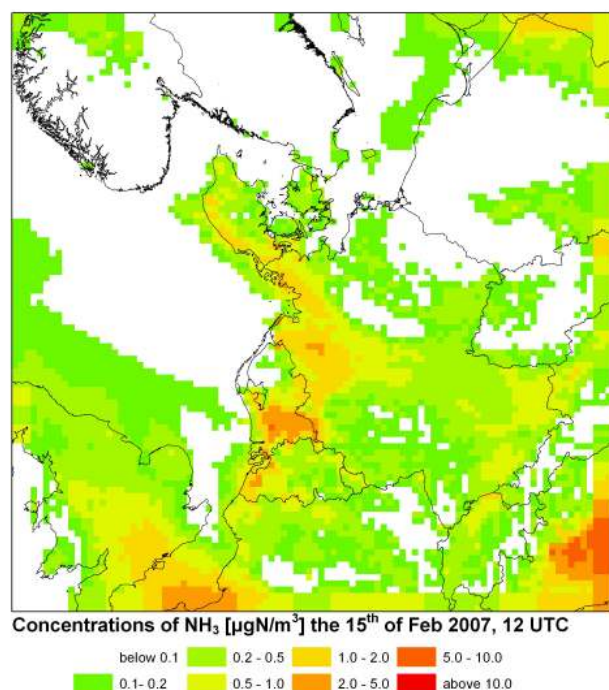 Concentrations of NH₃ [µgN/m³] the 15th of Feb 2007, 12 UTC
below 0.1 0.2 - 0.5 1.0 - 2.0 5.0 - 10.0
0.1- 0.2 0.5 - 1.0 2.0 - 5.0 above 10.0